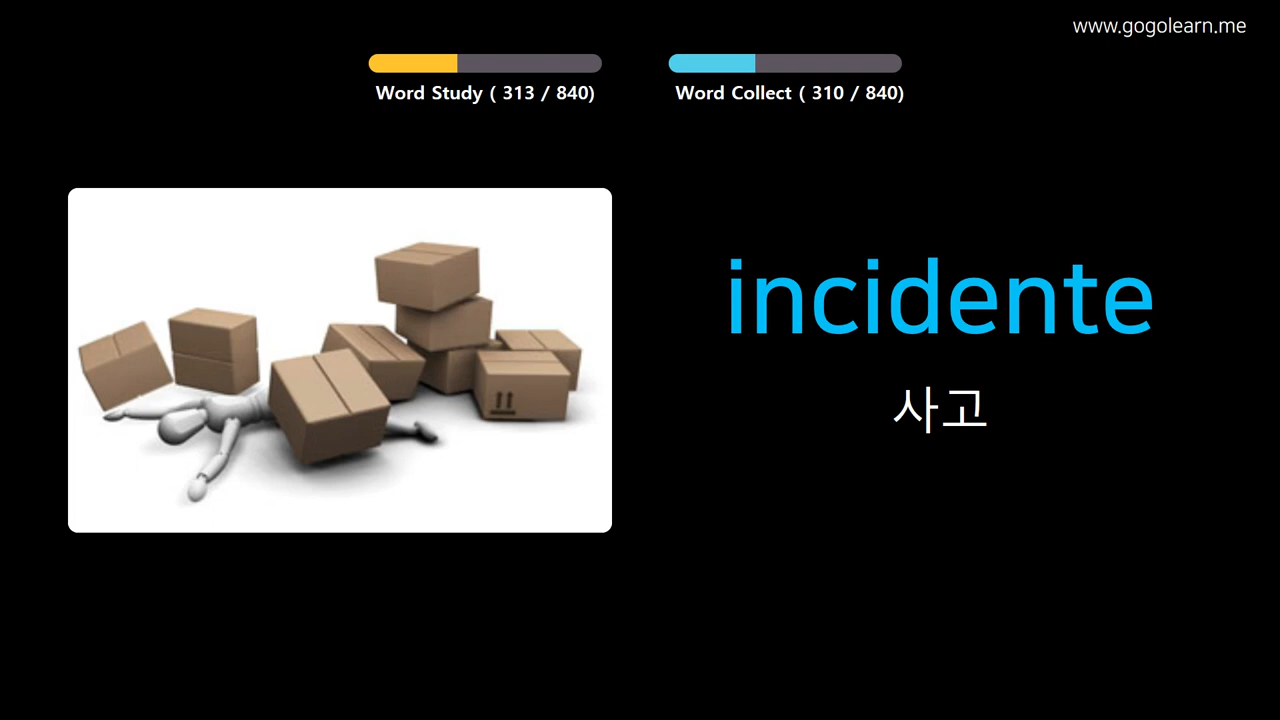 www.gogolearn.me
Word Study ( 313 / 840)
Word Collect ( 310 / 840)
incidente
사고